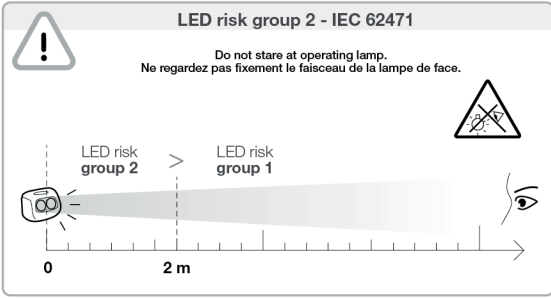 LED risk group 2 - IEC 62471
!
Do not stare at operating lamp.
Ne regardez pas fixement le faisceau de la lampe de face.
LED risk
group 2
>
LED risk
group 1
0
2 m